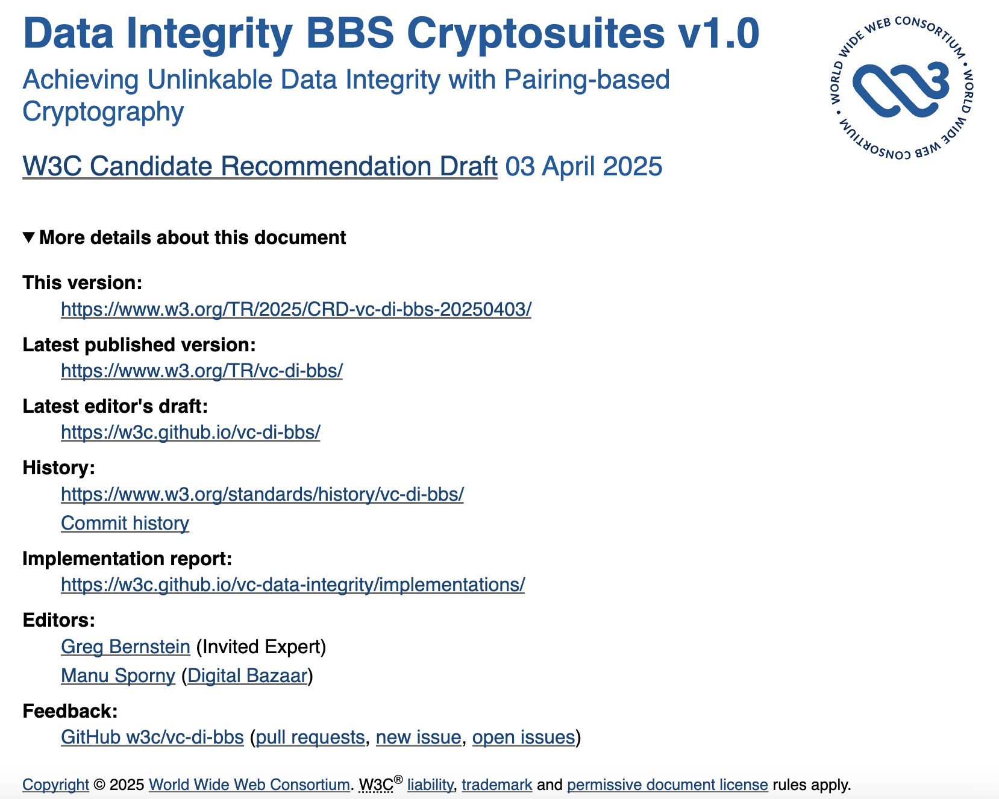 Data Integrity BBS Cryptosuites v1.0
Achieving Unlinkable Data Integrity with Pairing-based
Cryptography
W3C Candidate Recommendation Draft 03 April 2025
WORLD WIDE WEB CONSORTIUM • WORLD WIDE WEB CONSORTIUM •
W3
▼ More details about this document
This version:
https://www.w3.org/TR/2025/CRD-vc-di-bbs-20250403/
Latest published version:
https://www.w3.org/TR/vc-di-bbs/
Latest editor's draft:
https://w3c.github.io/vc-di-bbs/
History:
https://www.w3.org/standards/history/vc-di-bbs/
Commit history
Implementation report:
https://w3c.github.io/vc-data-integrity/implementations/
Editors:
Greg Bernstein (Invited Expert)
Manu Sporny (Digital Bazaar)
Feedback:
GitHub w3c/vc-di-bbs (pull requests, new issue, open issues)
Copyright © 2025 World Wide Web Consortium. W3C® liability, trademark and permissive document license rules apply.